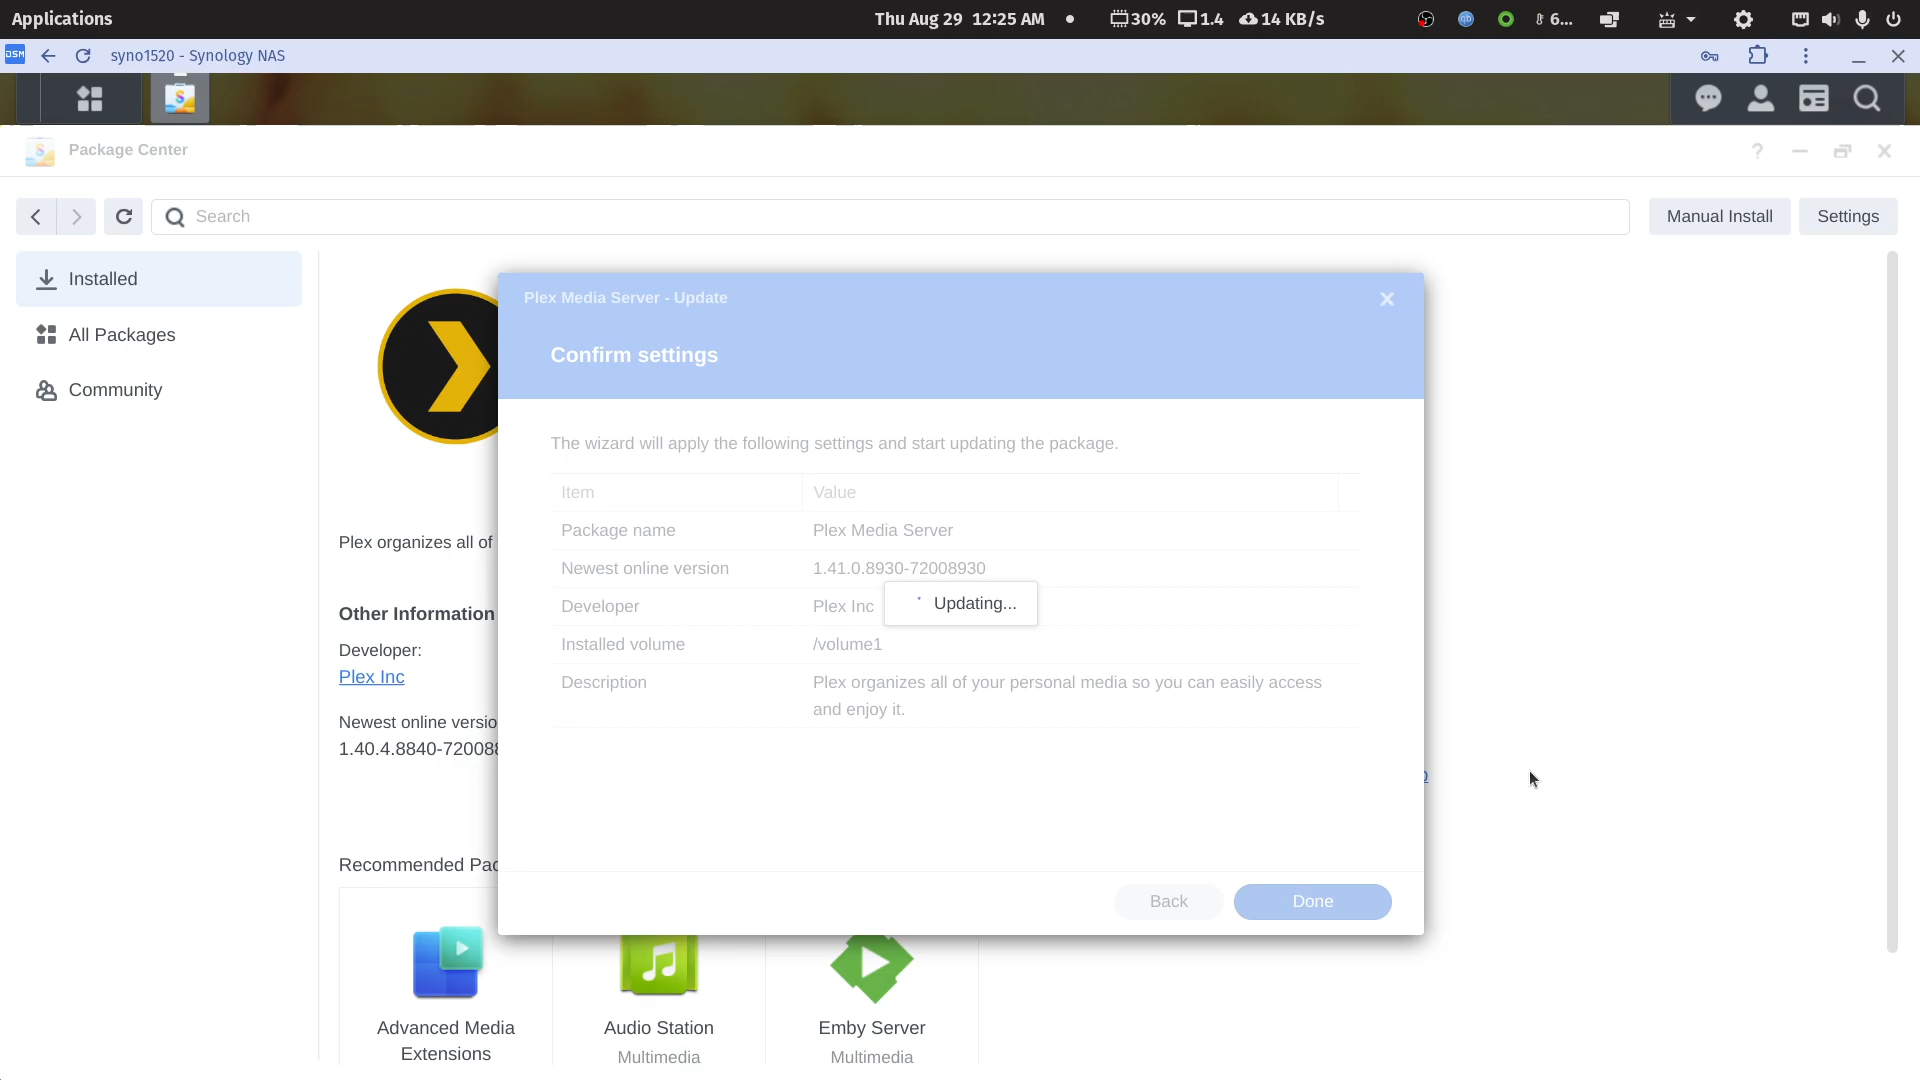 Applications
Thu Aug 29 12:25 AM
30%
1.4
14 KB/s
6...
DSM
syno1520 - Synology NAS
Package Center
Search
Manual Install
Settings
Installed
All Packages
Community
Plex Media Server - Update
Confirm settings
The wizard will apply the following settings and start updating the package.
Item Value
Package name Plex Media Server
Newest online version 1.41.0.8930-72008930
Developer Plex Inc
Updating...
Installed volume /volume1
Description Plex organizes all of your personal media so you can easily access
and enjoy it.
Back
Done
Plex organizes all of
Other Information
Developer:
Plex Inc
Newest online versio
1.40.4.8840-72008
Recommended Pac
Advanced Media
Extensions
Audio Station
Multimedia
Emby Server
Multimedia